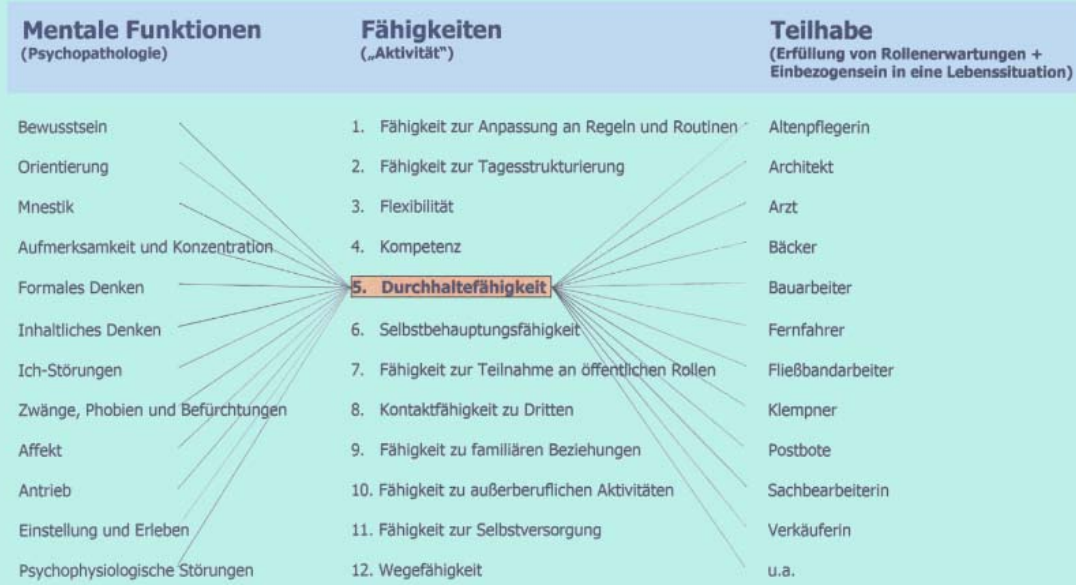 Mentale Funktionen
(Psychopathologie)
Fähigkeiten
(„Aktivität“)
Teilhabe
(Erfüllung von Rollenerwartungen +
Einbezogensein in eine Lebenssituation)
Bewusstsein
Orientierung
Mnestik
Aufmerksamkeit und Konzentration
Formales Denken
Inhaltliches Denken
Ich-Störungen
Zwänge, Phobien und Befürchtungen
Affekt
Antrieb
Einstellung und Erleben
Psychophysiologische Störungen
1. Fähigkeit zur Anpassung an Regeln und Routinen
2. Fähigkeit zur Tagesstrukturierung
3. Flexibilität
4. Kompetenz
5. Durchhaltefähigkeit
6. Selbstbehauptungsfähigkeit
7. Fähigkeit zur Teilnahme an öffentlichen Rollen
8. Kontaktfähigkeit zu Dritten
9. Fähigkeit zu familiären Beziehungen
10. Fähigkeit zu außerberuflichen Aktivitäten
11. Fähigkeit zur Selbstversorgung
12. Wegefähigkeit
Altenpflegerin
Architekt
Arzt
Bäcker
Bauarbeiter
Fernfahrer
Fließbandarbeiter
Klempner
Postbote
Sachbearbeiterin
Verkäuferin
u.a.